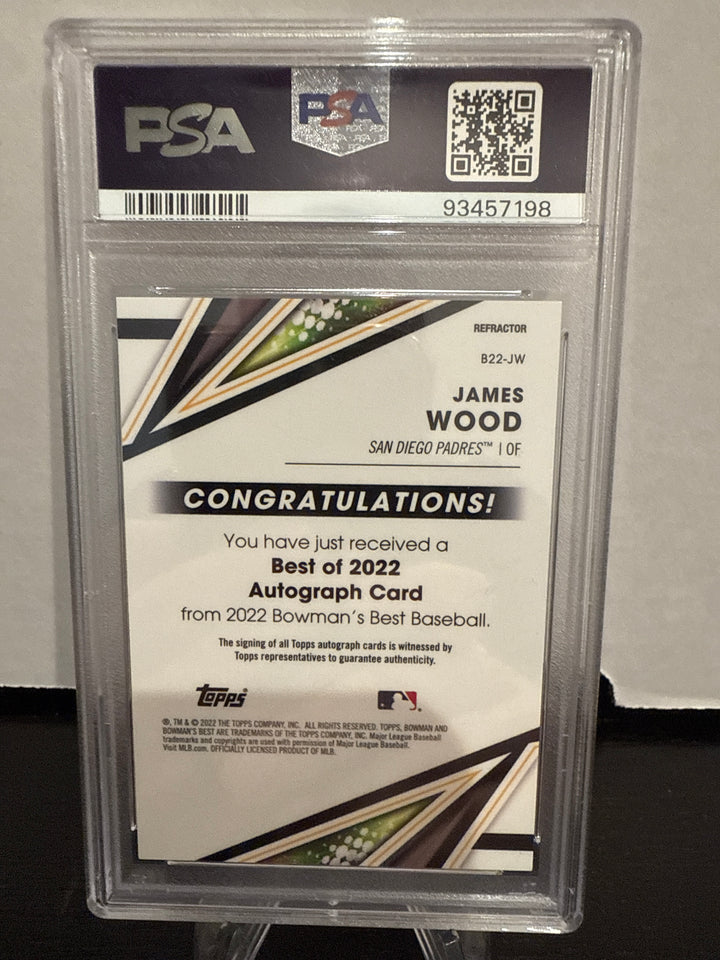 PSA
PSA
93457198
REFRACTOR
B22-JW
JAMES
WOOD
SAN DIEGO PADRES™ | OF
CONGRATULATIONS!
You have just received a
Best of 2022
Autograph Card
from 2022 Bowman's Best Baseball.
The signing of all Topps autograph cards is witnessed by
Topps representatives to guarantee authenticity.
topps®
®, TM & © 2022 THE TOPPS COMPANY, INC. ALL RIGHTS RESERVED. TOPPS, BOWMAN AND
BOWMAN'S BEST ARE TRADEMARKS OF THE TOPPS COMPANY, INC. Major League Baseball
trademarks and copyrights are used with permission of Major League Baseball.
Visit MLB.com. OFFICIALLY LICENSED PRODUCT OF MLB.